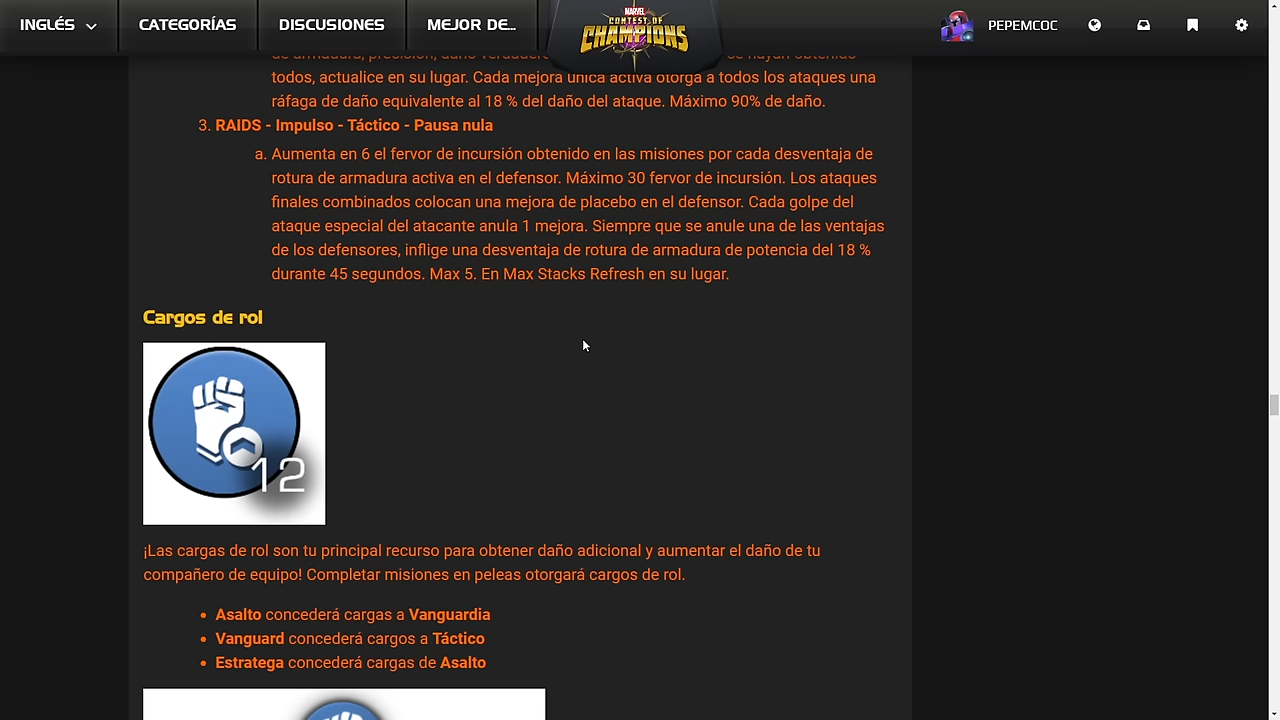 INGLÉS
CATEGORÍAS
DISCUSIONES
MEJOR DE...
MARVEL
CONTEST OF
CHAMPIONS
PEPEMCOC
todos, actualice en su lugar. Cada mejora única activa otorga a todos los ataques una
ráfaga de daño equivalente al 18 % del daño del ataque. Máximo 90% de daño.
3. RAIDS - Impulso - Táctico - Pausa nula
a. Aumenta en 6 el fervor de incursión obtenido en las misiones por cada desventaja de
rotura de armadura activa en el defensor. Máximo 30 fervor de incursión. Los ataques
finales combinados colocan una mejora de placebo en el defensor. Cada golpe del
ataque especial del atacante anula 1 mejora. Siempre que se anule una de las ventajas
de los defensores, inflige una desventaja de rotura de armadura de potencia del 18 %
durante 45 segundos. Max 5. En Max Stacks Refresh en su lugar.
Cargos de rol
12
¡Las cargas de rol son tu principal recurso para obtener daño adicional y aumentar el daño de tu
compañero de equipo! Completar misiones en peleas otorgará cargos de rol.
• Asalto concederá cargas a Vanguardia
• Vanguard concederá cargos a Táctico
• Estratega concederá cargas de Asalto